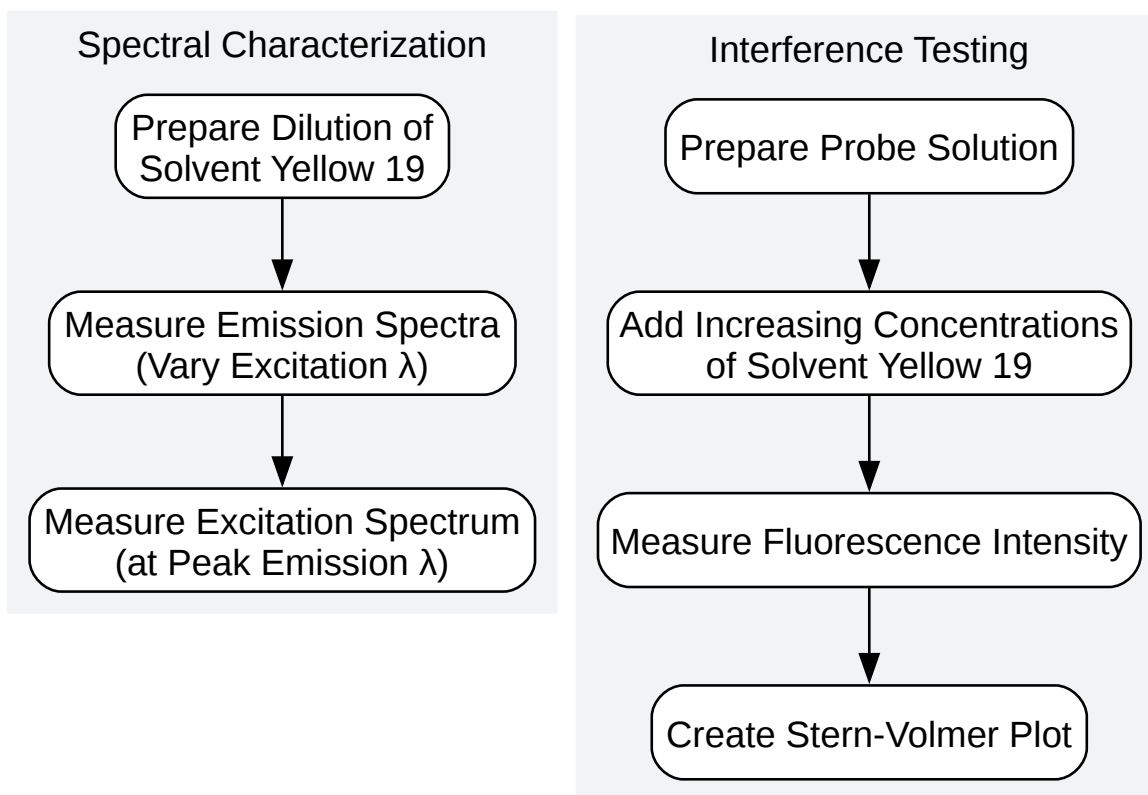 Spectral Characterization
Prepare Dilution of
Solvent Yellow 19
Measure Emission Spectra
(Vary Excitation λ)
Measure Excitation Spectrum
(at Peak Emission λ)
Interference Testing
Prepare Probe Solution
Add Increasing Concentrations
of Solvent Yellow 19
Measure Fluorescence Intensity
Create Stern-Volmer Plot